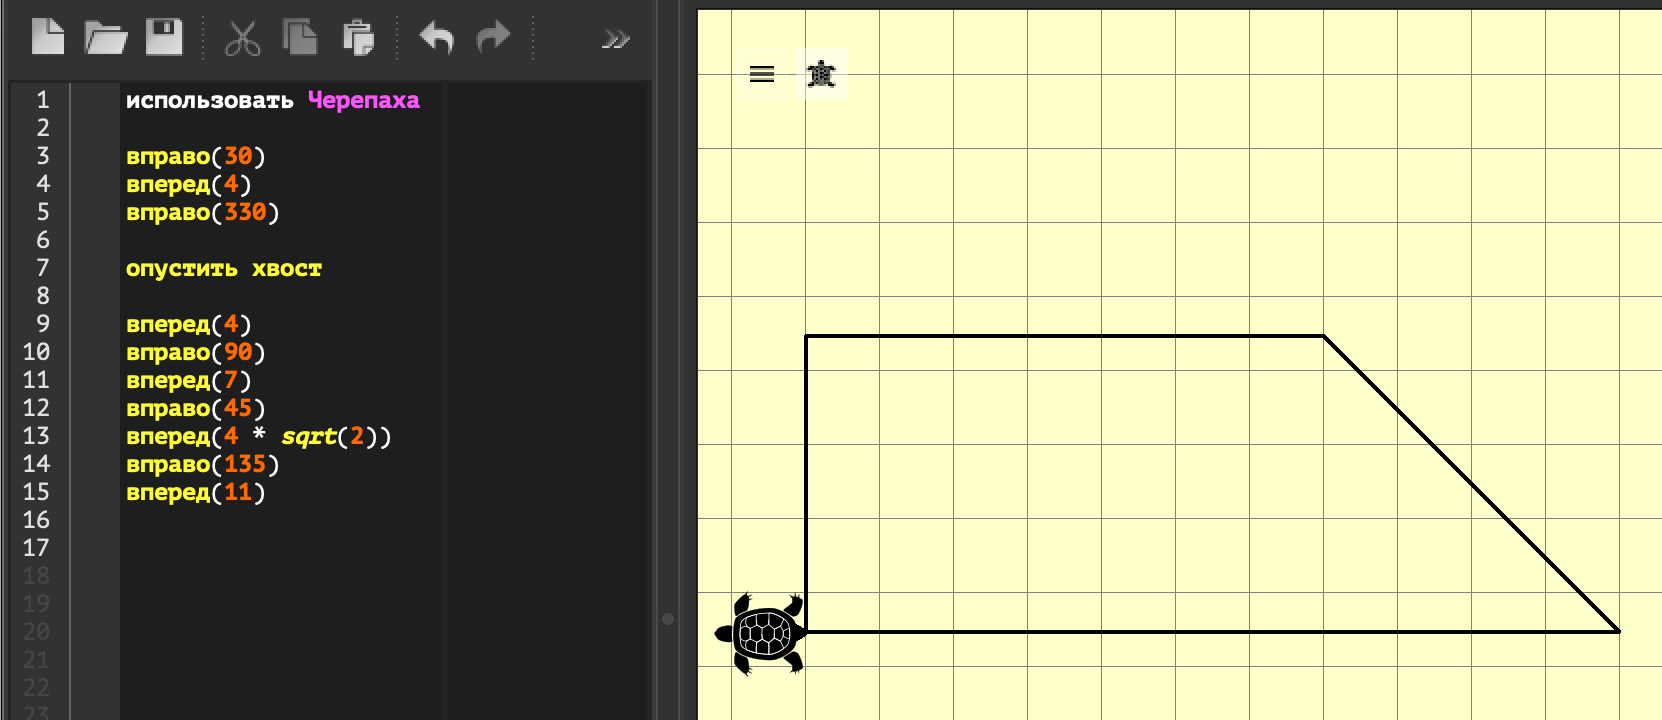 1 использовать Черепаха
2
3 вправо(30)
4 вперед(4)
5 вправо(330)
6
7 опустить хвост
8
9 вперед(4)
10 вправо(90)
11 вперед(7)
12 вправо(45)
13 вперед(4 * sqrt(2))
14 вправо(135)
15 вперед(11)
16
17
18
19
20
21
22
23